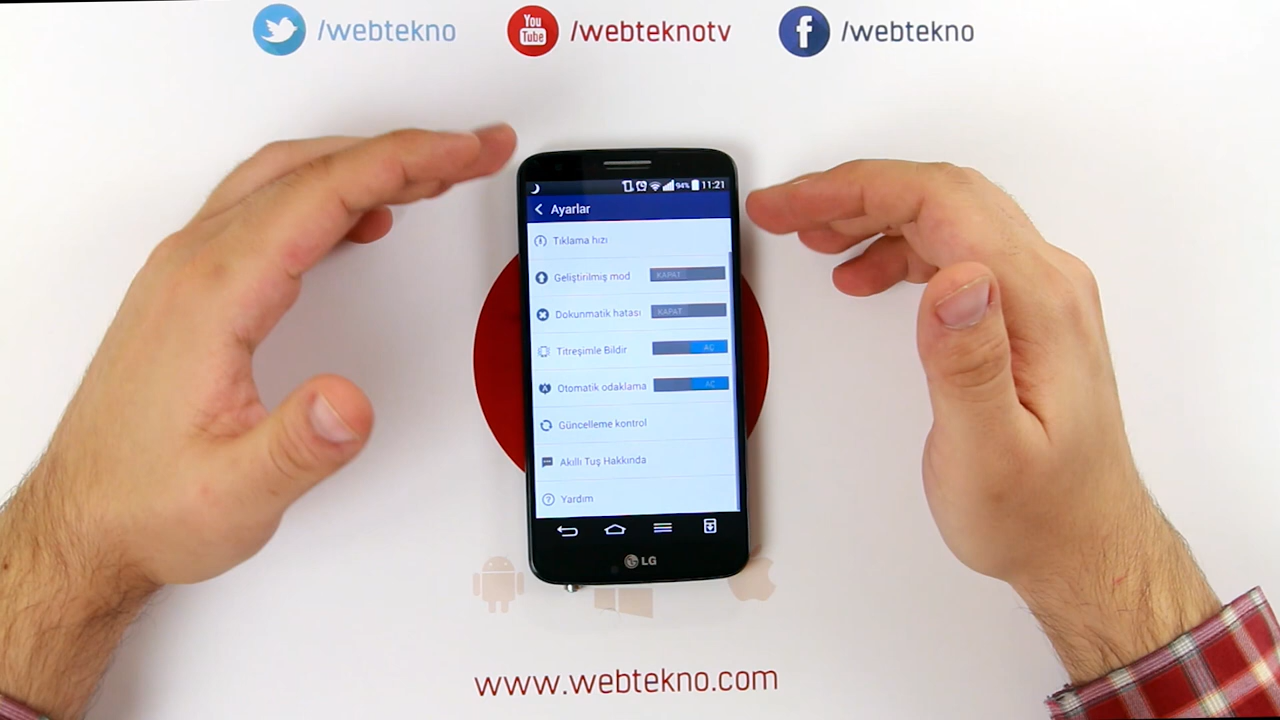 /webtekno
You Tube /webteknotv
f /webtekno
94% 11:21
Ayarlar
Tıklama hızı
Geliştirilmiş mod KAPAT
Dokunmatik hatası KAPAT
Titreşimle Bildir AÇ
Otomatik odaklama AÇ
Güncelleme kontrol
Akıllı Tuş Hakkında
Yardım
LG
www.webtekno.com